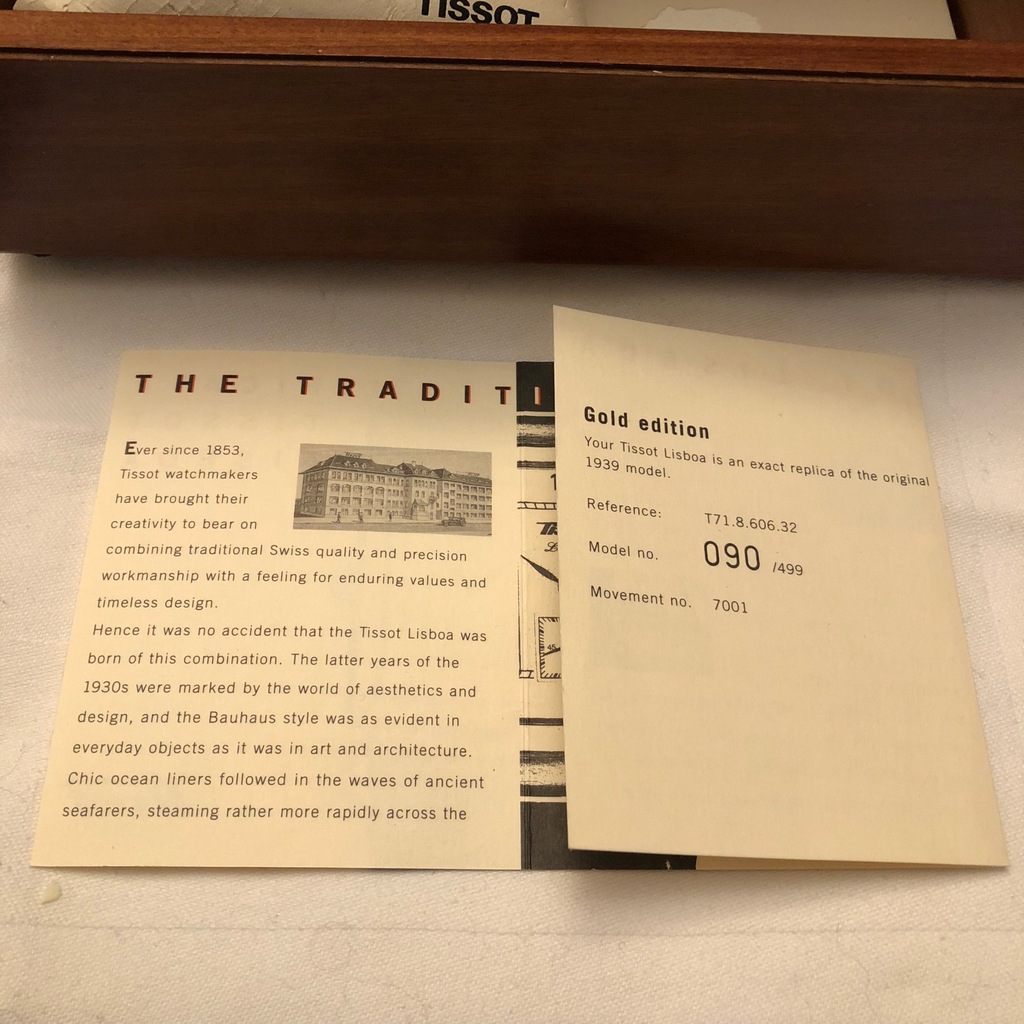 TISSOT
THE TRADITI
Ever since 1853,
Tissot watchmakers
have brought their
creativity to bear on
combining traditional Swiss quality and precision
workmanship with a feeling for enduring values and
timeless design.
Hence it was no accident that the Tissot Lisboa was
born of this combination. The latter years of the
1930s were marked by the world of aesthetics and
design, and the Bauhaus style was as evident in
everyday objects as it was in art and architecture.
Chic ocean liners followed in the waves of ancient
seafarers, steaming rather more rapidly across the
45
Gold edition
Your Tissot Lisboa is an exact replica of the original
1939 model.
Reference: T71.8.606.32
Model no. 090 /499
Movement no. 7001